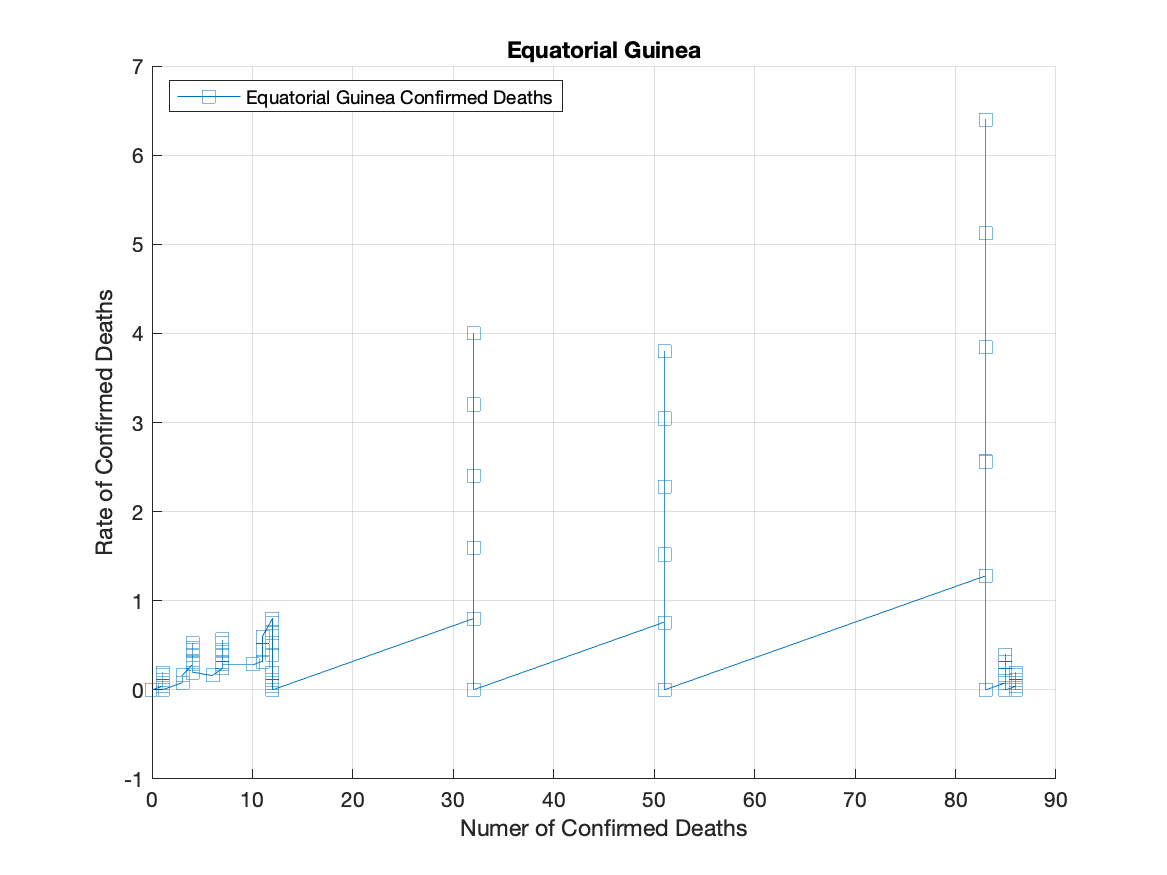 Equatorial Guinea
Equatorial Guinea Confirmed Deaths
7
6
5
4
3
2
1
0
-1
Rate of Confirmed Deaths
0 10 20 30 40 50 60 70 80 90
Numer of Confirmed Deaths